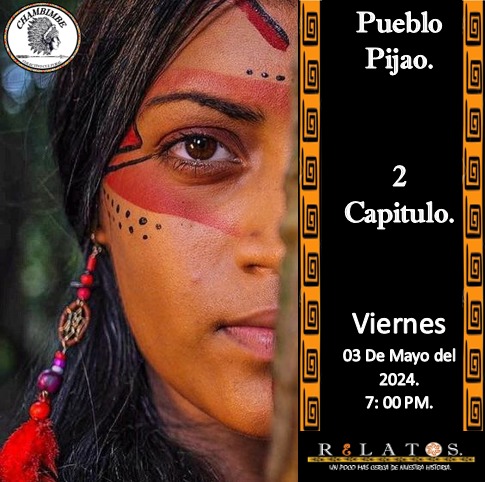 CHAMBIMBE
Pueblo
Pijao.
2
Capitulo.
Viernes
03 De Mayo del
2024.
7: 00 PM.
RELATOS.
UN POCO MAS CERCA DE NUESTRA HISTORIA.